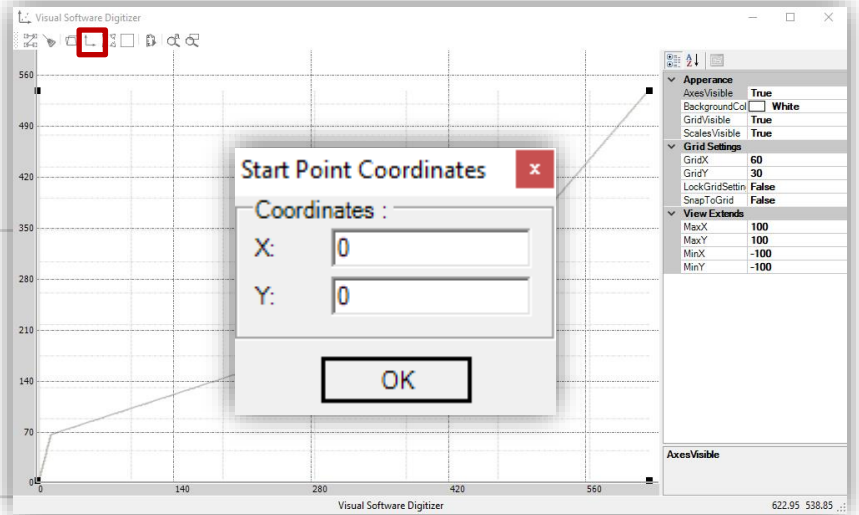 Visual Software Digitizer
560
490
420
350
280
210
140
70
0
0 140 280 420 560
Start Point Coordinates x
Coordinates :
X: 0
Y: 0
OK
Apperance
AxesVisible True
BackgroundCol White
GridVisible True
ScalesVisible True
Grid Settings
GridX 60
GridY 30
LockGridSettin False
SnapToGrid False
View Extends
MaxX 100
MaxY 100
MinX -100
MinY -100
AxesVisible
Visual Software Digitizer 622.95 538.85